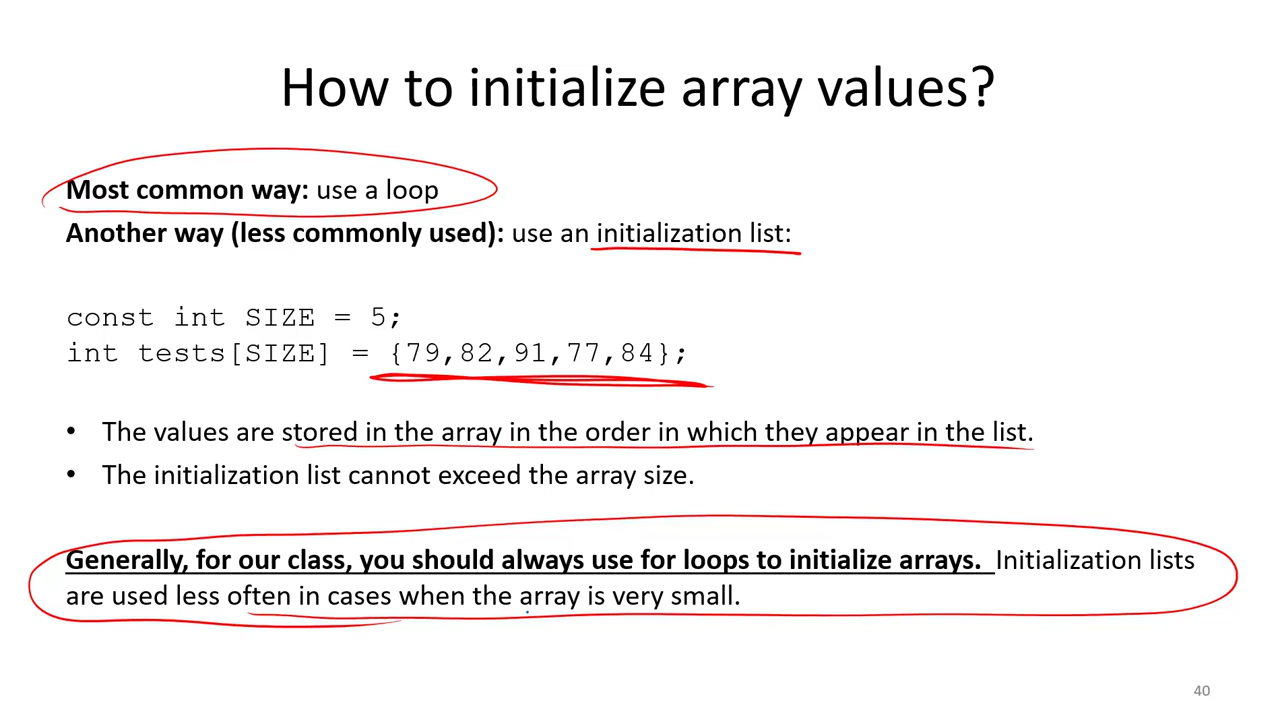 How to initialize array values?
Most common way: use a loop
Another way (less commonly used): use an initialization list:
const int SIZE = 5;
int tests[SIZE] = {79,82,91,77,84};
• The values are stored in the array in the order in which they appear in the list.
• The initialization list cannot exceed the array size.
Generally, for our class, you should always use for loops to initialize arrays. Initialization lists
are used less often in cases when the array is very small.
40